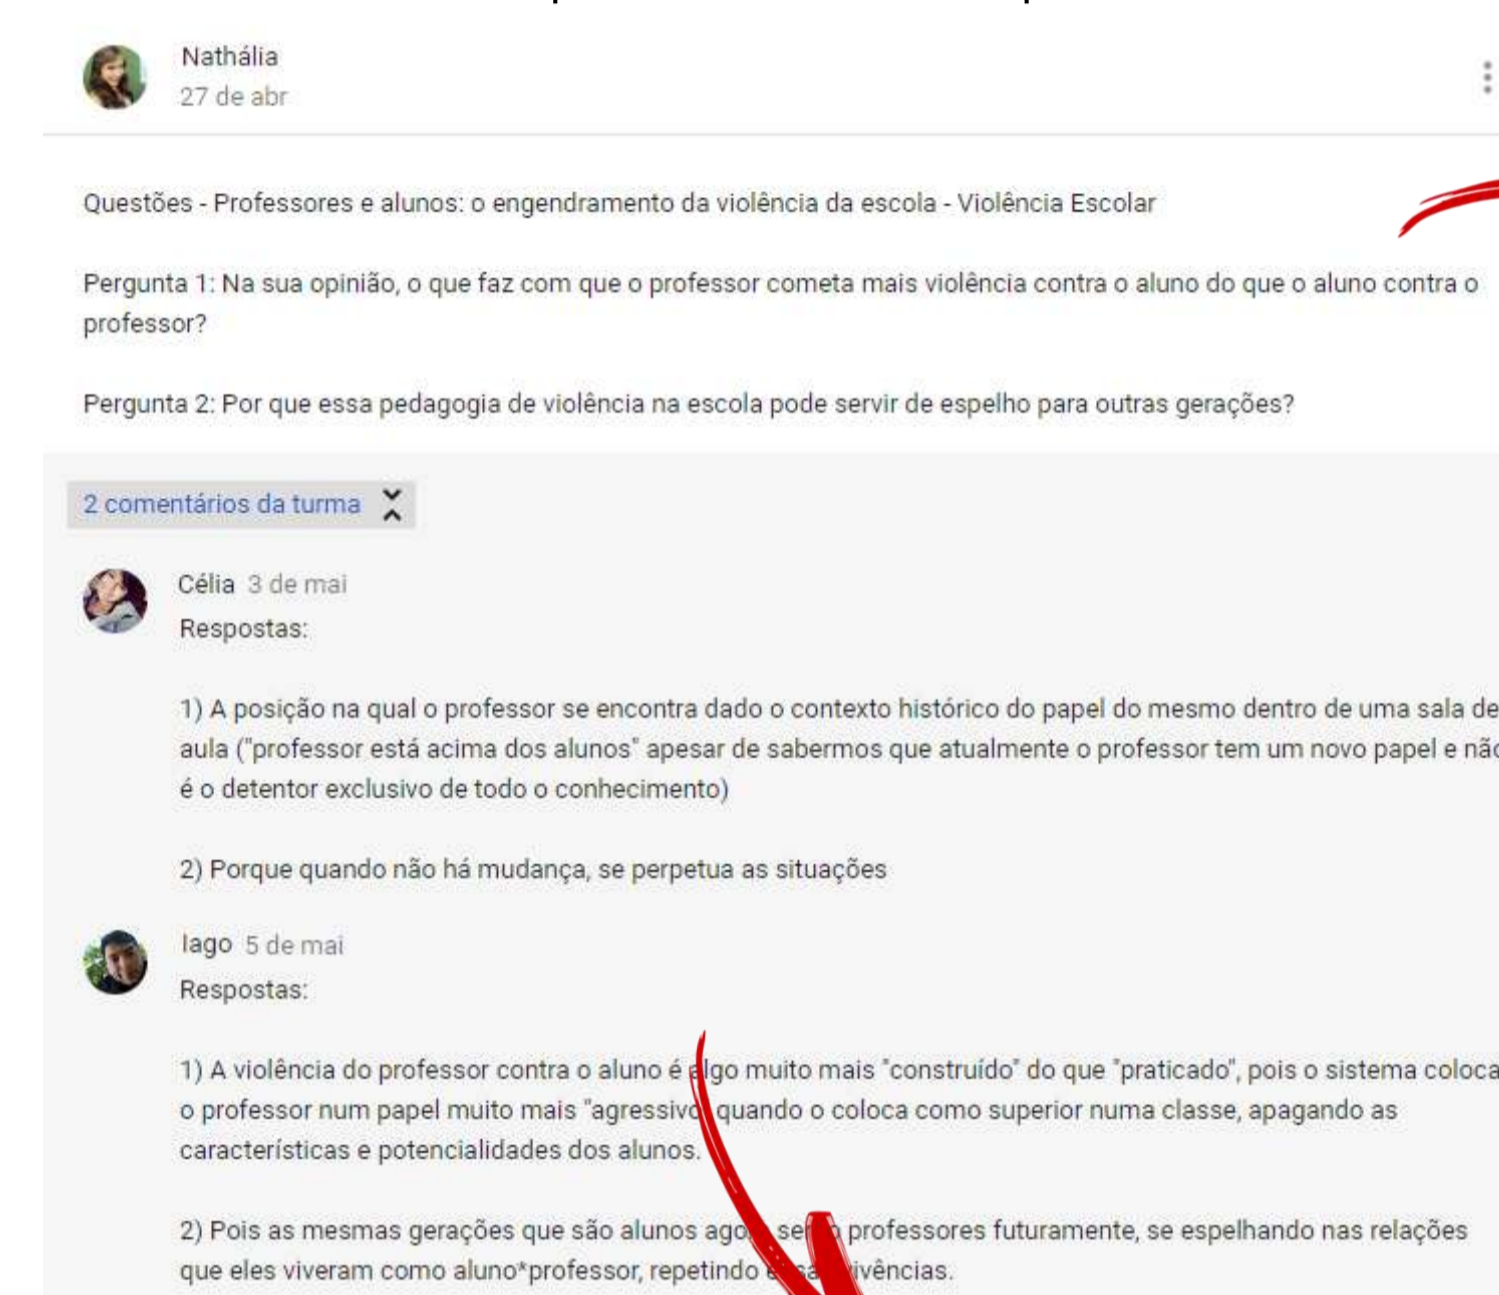 Nathália
27 de abr
Questões - Professores e alunos: o engendramento da violência da escola - Violência Escolar
Pergunta 1: Na sua opinião, o que faz com que o professor cometa mais violência contra o aluno do que o aluno contra o
professor?
Pergunta 2: Por que essa pedagogia de violência na escola pode servir de espelho para outras gerações?
2 comentários da turma
Célia 3 de mai
Respostas:
1) A posição na qual o professor se encontra dado o contexto histórico do papel do mesmo dentro de uma sala de
aula ("professor está acima dos alunos" apesar de sabermos que atualmente o professor tem um novo papel e não
é o detentor exclusivo de todo o conhecimento)
2) Porque quando não há mudança, se perpetua as situações
Iago 5 de mai
Respostas:
1) A violência do professor contra o aluno é algo muito mais "construído" do que "praticado", pois o sistema coloca
o professor num papel muito mais "agressivo" quando o coloca como superior numa classe, apagando as
características e potencialidades dos alunos.
2) Pois as mesmas gerações que são alunos agora serão professores futuramente, se espelhando nas relações
que eles viveram como aluno*professor, repetindo vivências.